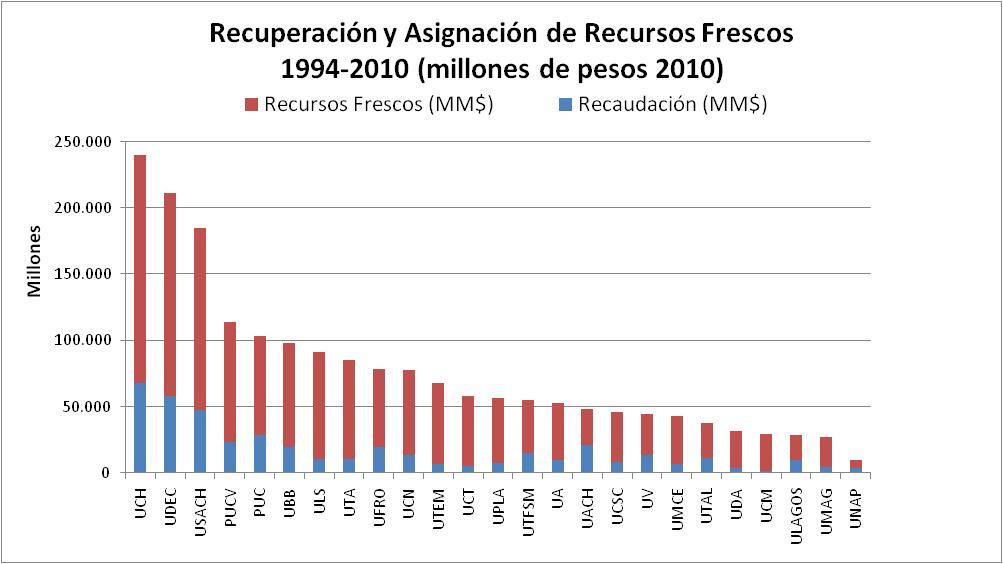 Recuperación y Asignación de Recursos Frescos
1994-2010 (millones de pesos 2010)
Recursos Frescos (MM$)
Recaudación (MM$)
Millones
250.000
200.000
150.000
100.000
50.000
0
UCH
UDEC
USACH
PUCV
PUC
UBB
ULS
UTA
UFRO
UCN
UTEM
UCT
UPLA
UTFSM
UA
UACH
UCSC
UV
UMCE
UTAL
UDA
UCM
ULAGOS
UMAG
UNAP